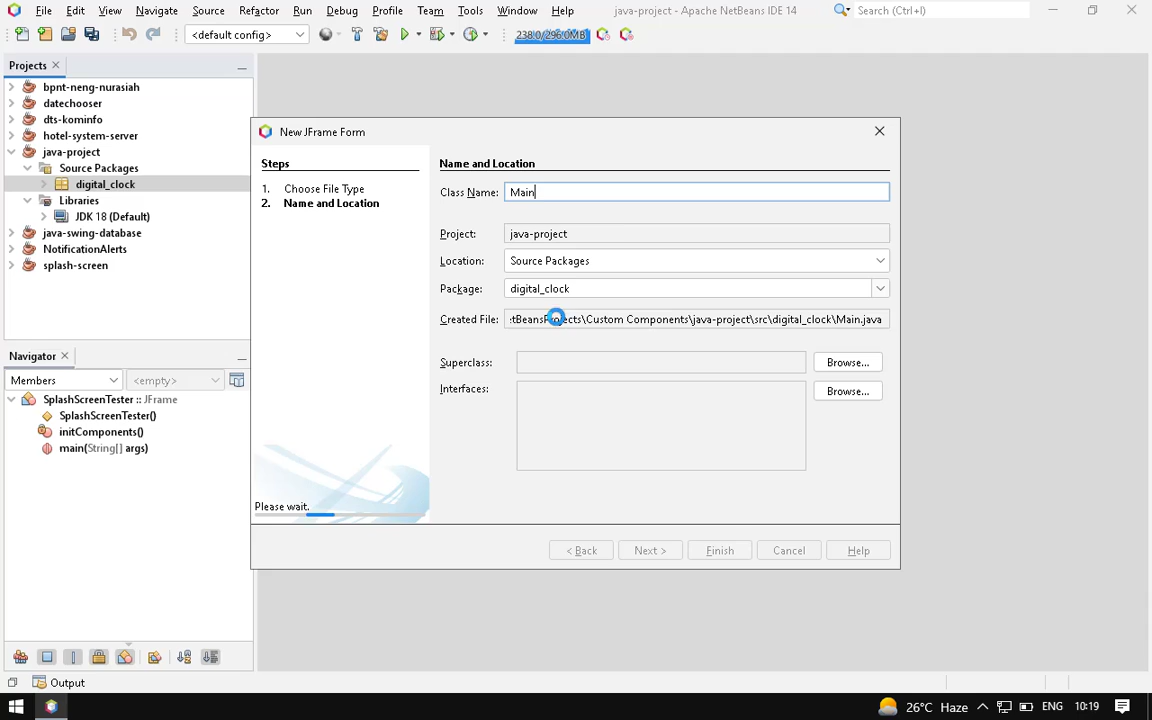 File Edit View Navigate Source Refactor Run Debug Profile Team Tools Window Help java-project - Apache NetBeans IDE 14 Search (Ctrl+I)
<default config> 238.0/296.0MB
Projects
bpnt-neng-nurasiah
datechooser
dts-kominfo
hotel-system-server
java-project
Source Packages
digital_clock
Libraries
JDK 18 (Default)
java-swing-database
NotificationAlerts
splash-screen
Navigator
Members <empty>
SplashScreenTester :: JFrame
SplashScreenTester()
initComponents()
main(String[] args)
New JFrame Form
Steps
1. Choose File Type
2. Name and Location
Please wait.
Name and Location
Class Name: Main
Project: java-project
Location: Source Packages
Package: digital_clock
Created File: :tBeansProjects\Custom Components\java-project\src\digital_clock\Main.java
Superclass: Browse...
Interfaces: Browse...
< Back Next > Finish Cancel Help
Output
26°C Haze ENG 10:19